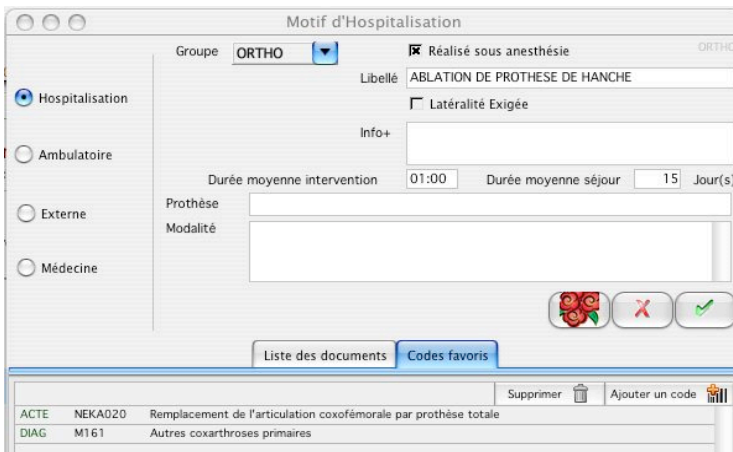 Motif d'Hospitalisation
Groupe ORTHO Réalisé sous anesthésie ORTHO
Libellé ABLATION DE PROTHESE DE HANCHE
Hospitalisation
Latéralité Exigée
Info+
Ambulatoire
Durée moyenne intervention 01:00 Durée moyenne séjour 15 Jour(s)
Prothèse
Externe
Modalité
Médecine
Liste des documents Codes favoris
Supprimer Ajouter un code
ACTE NEKA020 Remplacement de l'articulation coxofémorale par prothèse totale
DIAG M161 Autres coxarthroses primaires